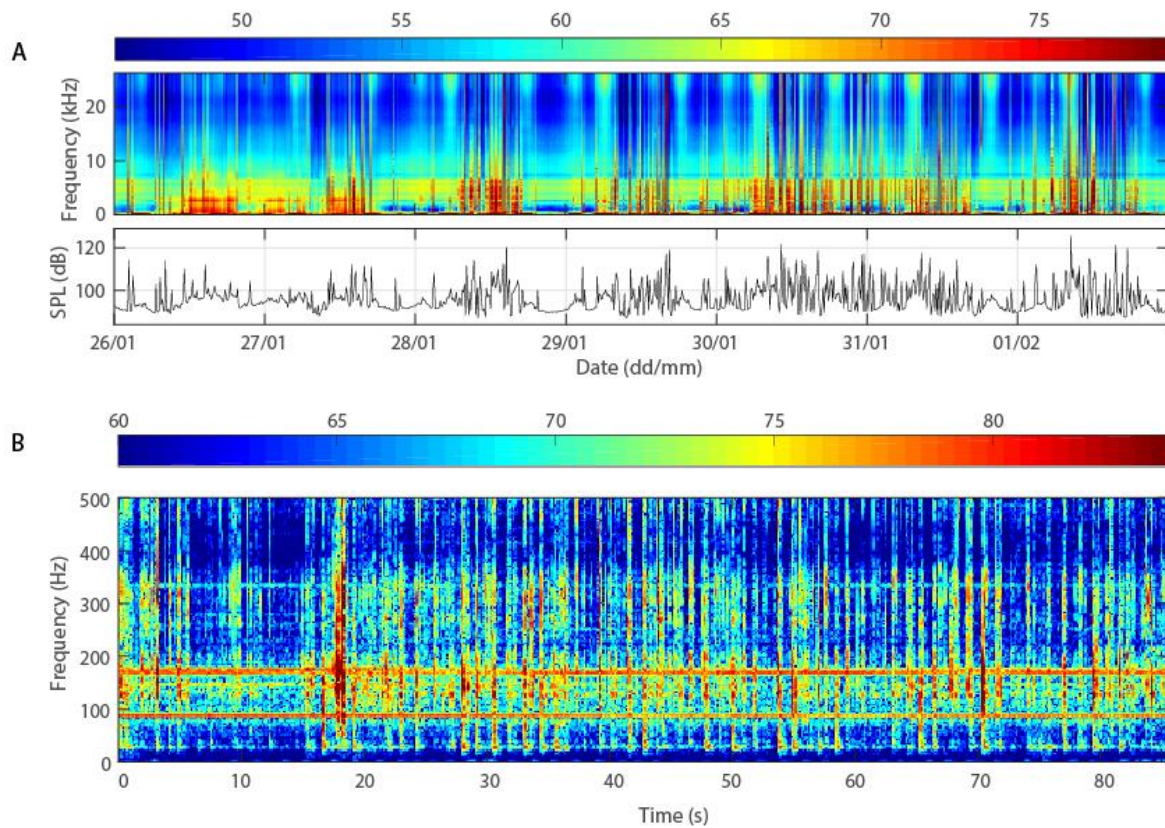 50 55 60 65 70 75
A
20
10
0
Frequency (kHz)
120
100
SPL (dB)
26/01 27/01 28/01 29/01 30/01 31/01 01/02
Date (dd/mm)
60 65 70 75 80
B
500
400
300
200
100
0
Frequency (Hz)
0 10 20 30 40 50 60 70 80
Time (s)